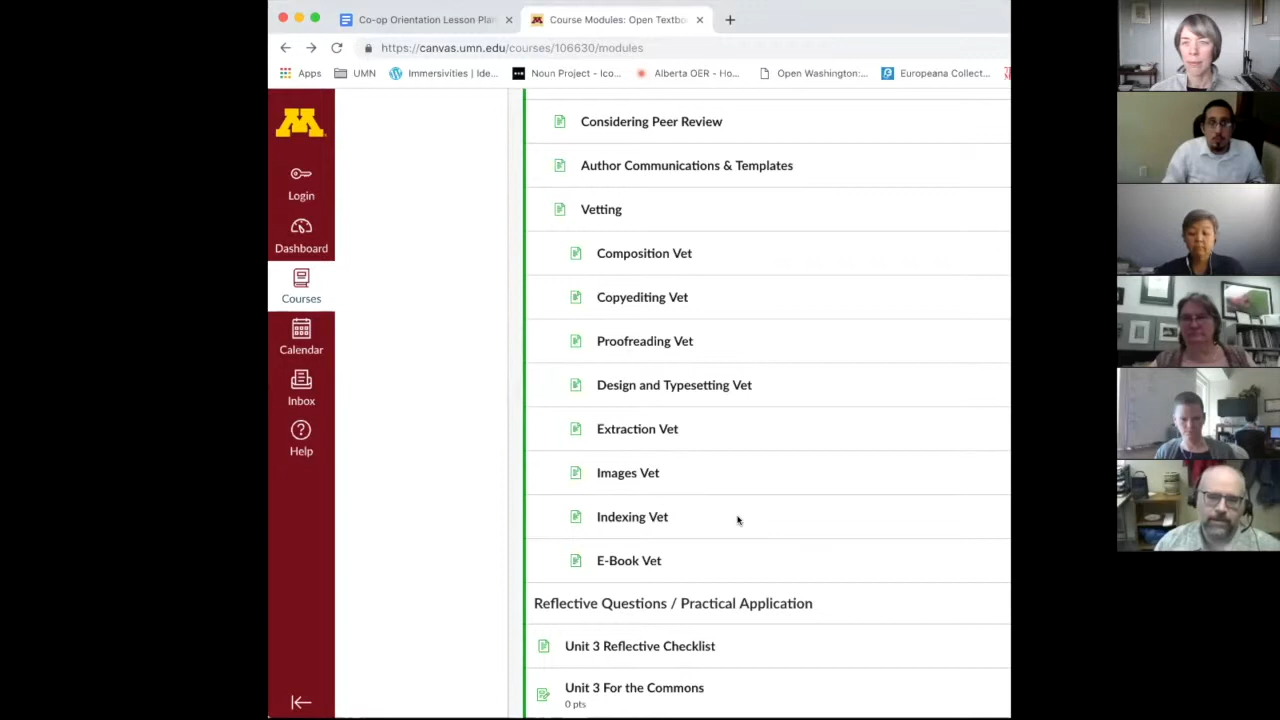 Co-op Orientation Lesson Plan
Course Modules: Open Textbo
https://canvas.umn.edu/courses/106630/modules
Apps
UMN
Immersivities | Ide...
Noun Project - Ico...
Alberta OER - Ho...
Open Washington:...
Europeana Collect...
M
Login
Dashboard
Courses
Calendar
Inbox
Help
Considering Peer Review
Author Communications & Templates
Vetting
Composition Vet
Copyediting Vet
Proofreading Vet
Design and Typesetting Vet
Extraction Vet
Images Vet
Indexing Vet
E-Book Vet
Reflective Questions / Practical Application
Unit 3 Reflective Checklist
Unit 3 For the Commons
0 pts